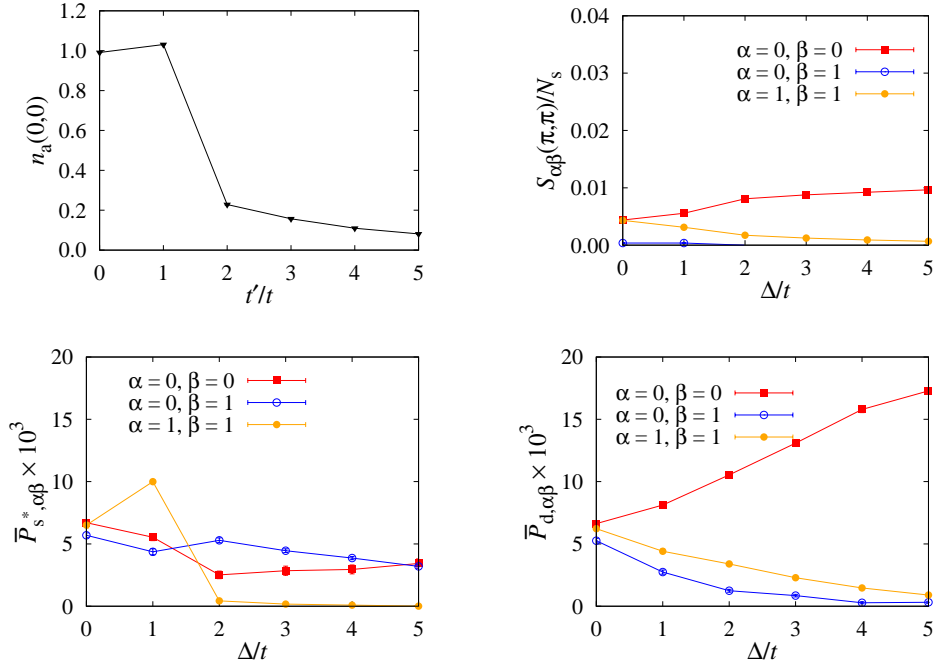 1.2
1.0
0.8
0.6
0.4
0.2
0.0
n_a(0,0)
0 1 2 3 4 5
t′/t
0.04
0.03
0.02
0.01
0.00
S_αβ(π,π)/N_s
α = 0, β = 0
α = 0, β = 1
α = 1, β = 1
0 1 2 3 4 5
Δ/t
20
15
10
5
0
P̅_s*,αβ × 10³
α = 0, β = 0
α = 0, β = 1
α = 1, β = 1
0 1 2 3 4 5
Δ/t
20
15
10
5
0
P̅_d,αβ × 10³
α = 0, β = 0
α = 0, β = 1
α = 1, β = 1
0 1 2 3 4 5
Δ/t